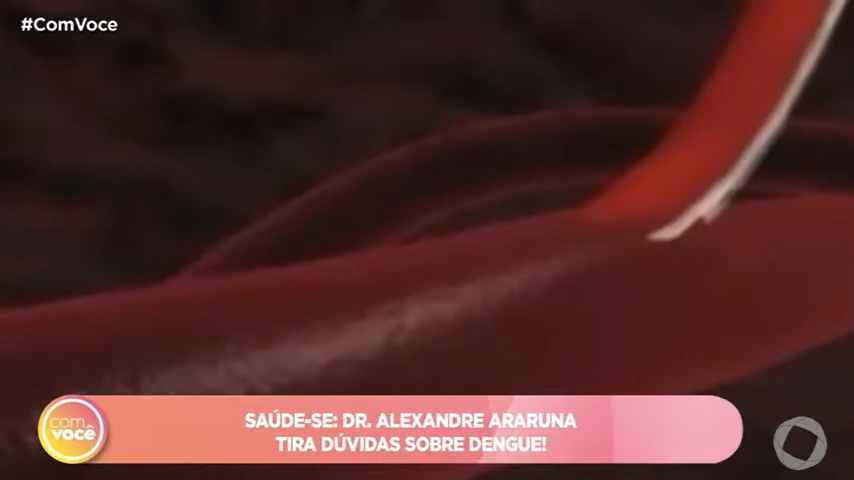 #ComVoce
SAÚDE-SE: DR. ALEXANDRE ARARUNA
TIRA DÚVIDAS SOBRE DENGUE!
com
você